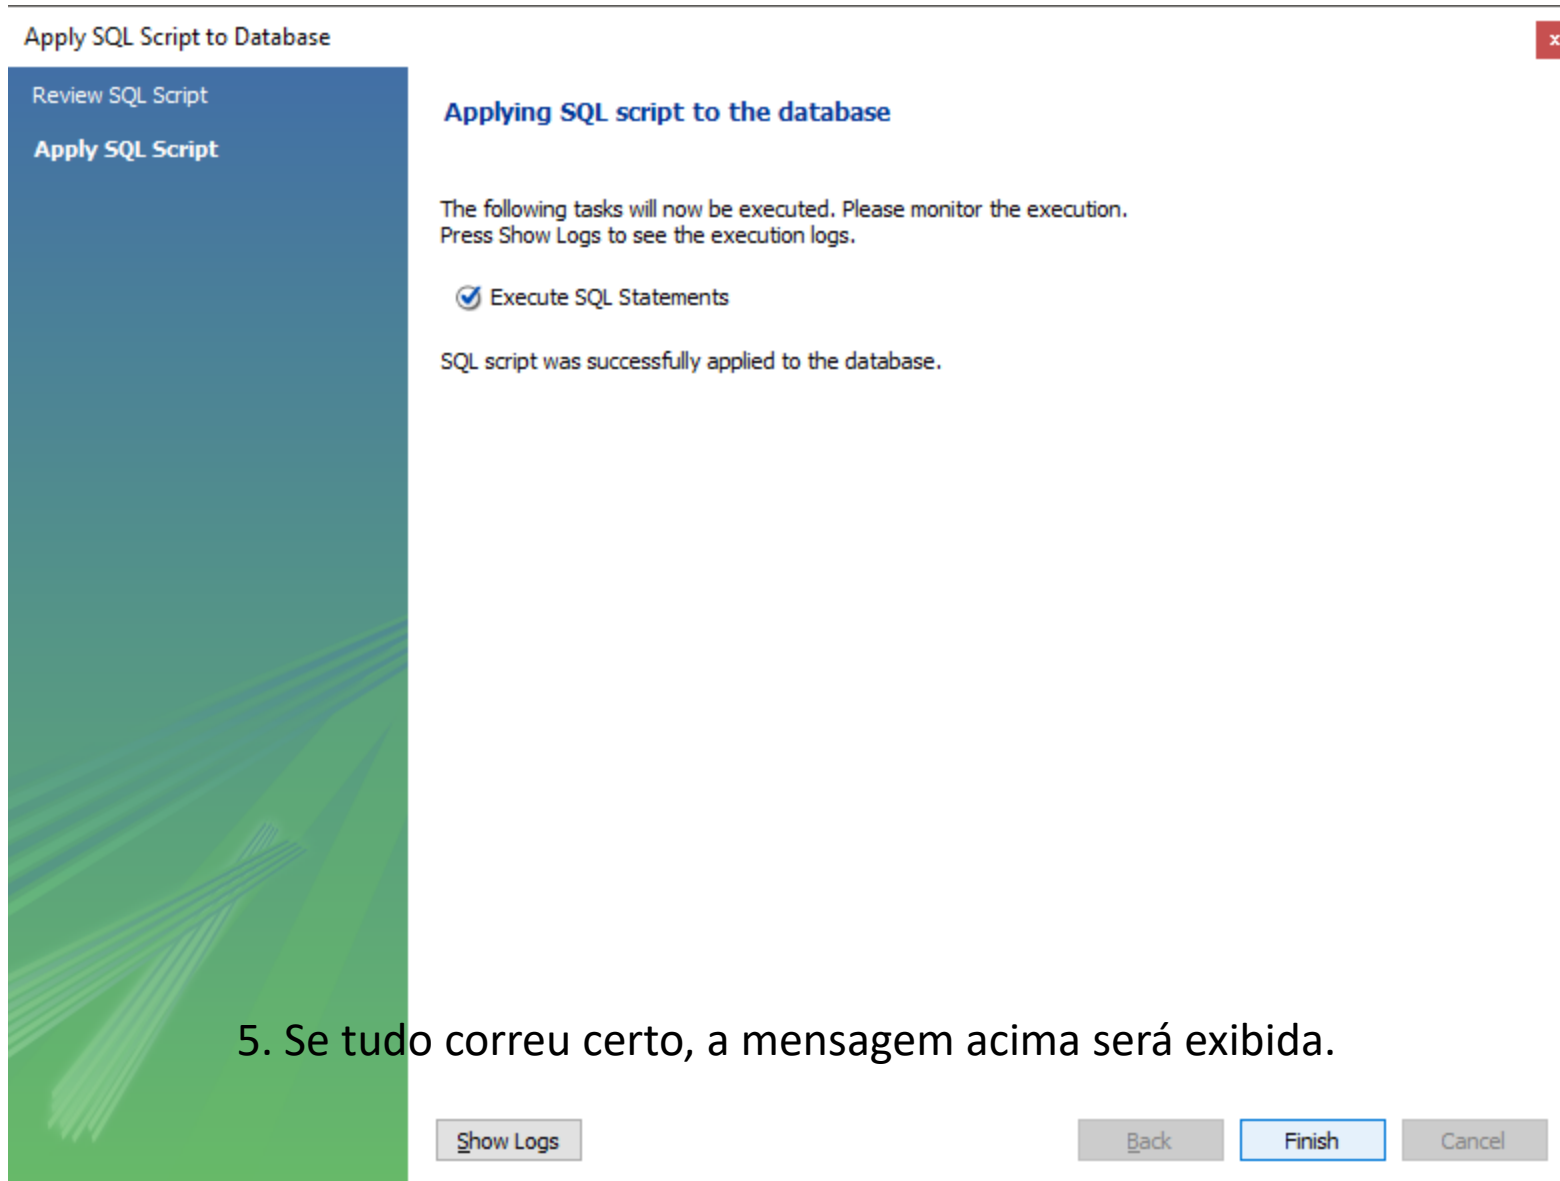 Apply SQL Script to Database
x
Review SQL Script
Apply SQL Script
Applying SQL script to the database
The following tasks will now be executed. Please monitor the execution.
Press Show Logs to see the execution logs.
Execute SQL Statements
SQL script was successfully applied to the database.
5. Se tudo correu certo, a mensagem acima será exibida.
Show Logs
Back
Finish
Cancel